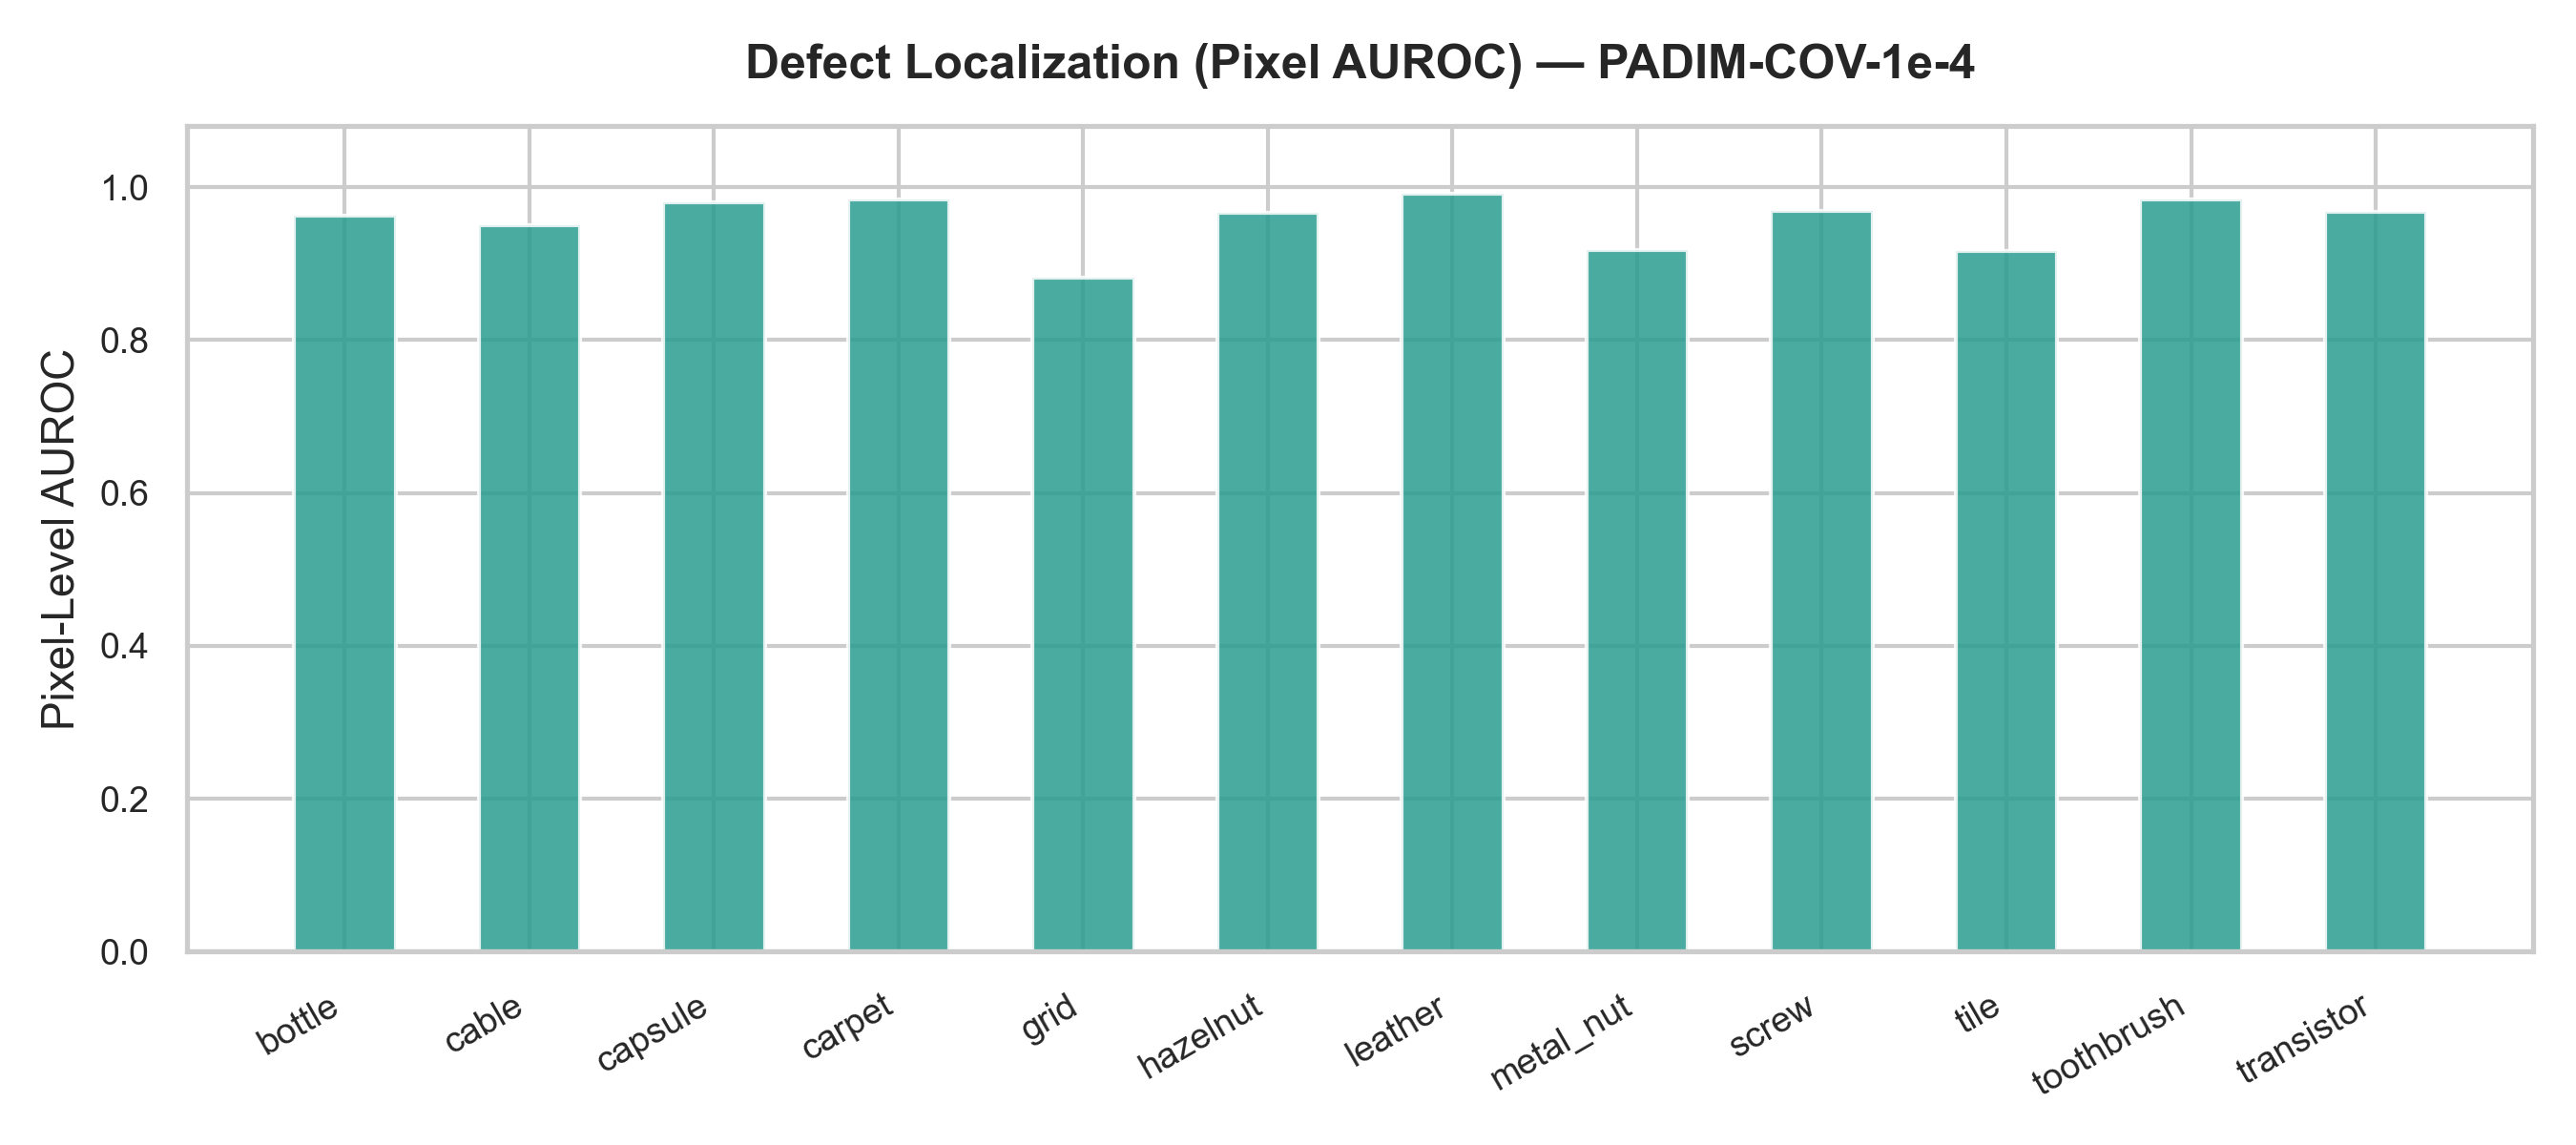 Defect Localization (Pixel AUROC) — PADIM-COV-1e-4
Pixel-Level AUROC
1.0
0.8
0.6
0.4
0.2
0.0
bottle
cable
capsule
carpet
grid
hazelnut
leather
metal_nut
screw
tile
toothbrush
transistor